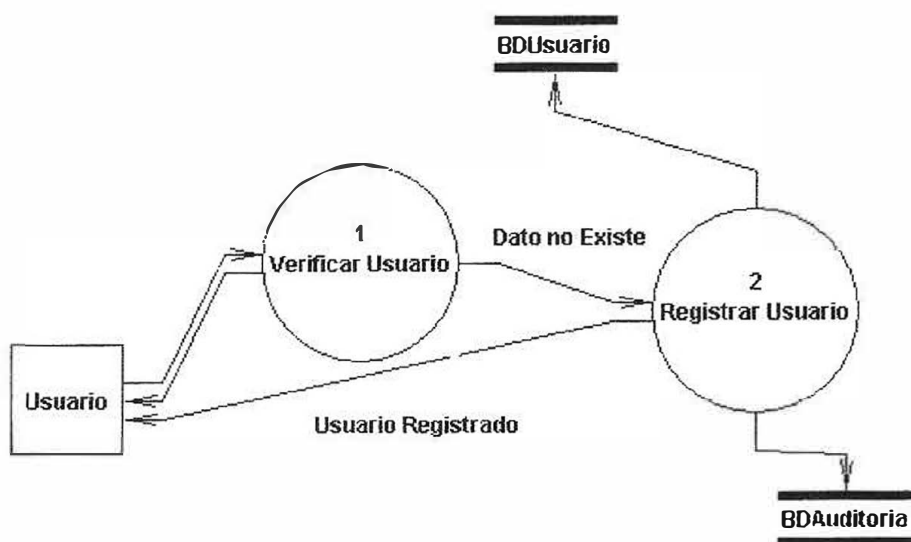 BDUsuario
1
Verificar Usuario
Dato no Existe
2
Registrar Usuario
Usuario
Usuario Registrado
BDAuditoria